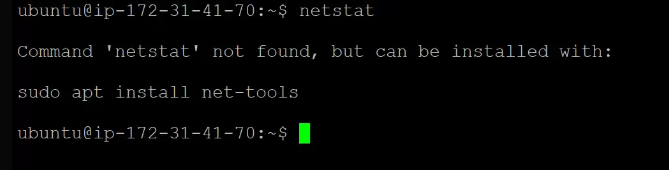 ubuntu@ip-172-31-41-70:~$ netstat
Command 'netstat' not found, but can be installed with:
sudo apt install net-tools
ubuntu@ip-172-31-41-70:~$